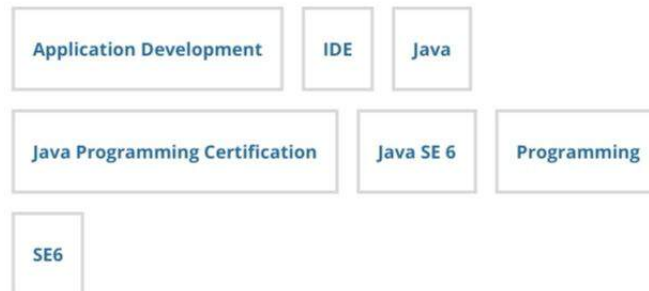 Application Development IDE Java
Java Programming Certification Java SE 6 Programming
SE6